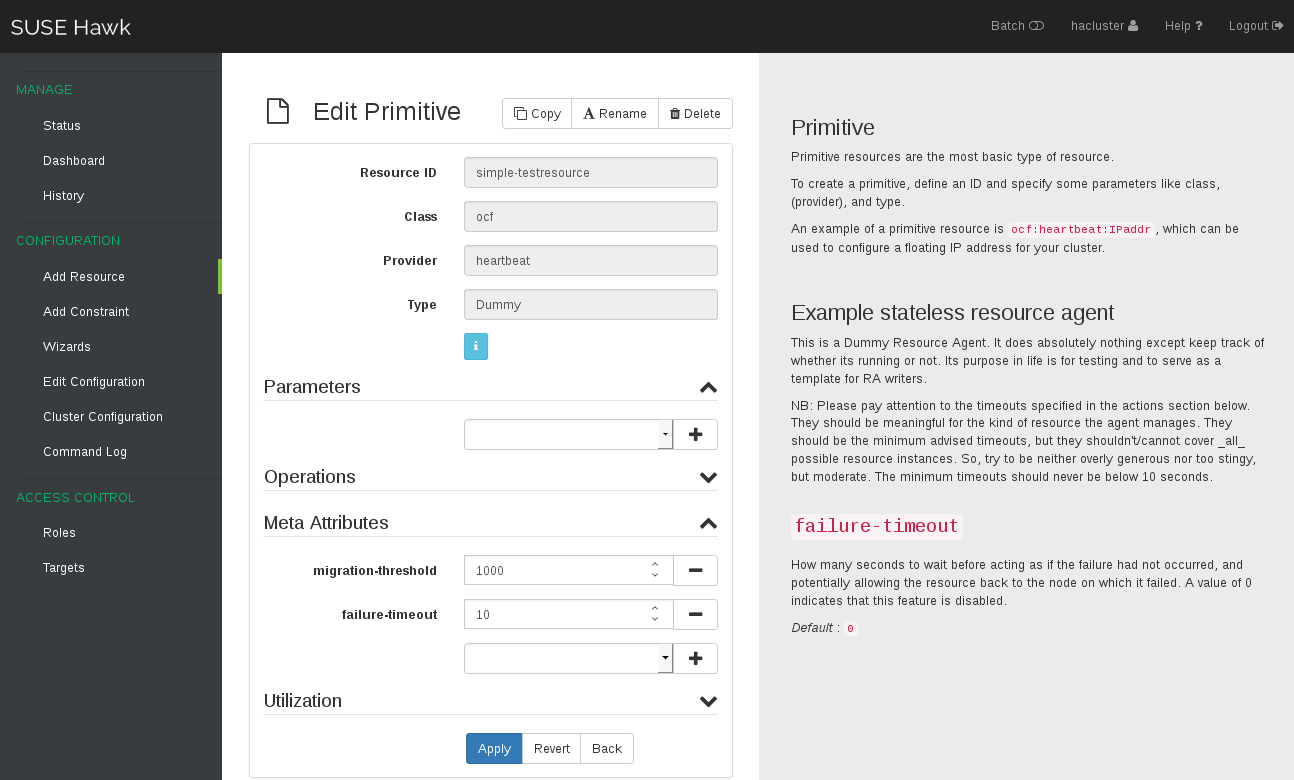 SUSE Hawk
Batch
hacluster
Help ?
Logout
MANAGE
Status
Dashboard
History
CONFIGURATION
Add Resource
Add Constraint
Wizards
Edit Configuration
Cluster Configuration
Command Log
ACCESS CONTROL
Roles
Targets
Edit Primitive
Copy
A Rename
Delete
Resource ID simple-testresource
Class ocf
Provider heartbeat
Type Dummy
i
Parameters
Operations
Meta Attributes
migration-threshold 1000
failure-timeout 10
Utilization
Apply
Revert
Back
Primitive
Primitive resources are the most basic type of resource.
To create a primitive, define an ID and specify some parameters like class,
(provider), and type.
An example of a primitive resource is ocf:heartbeat:IPaddr , which can be
used to configure a floating IP address for your cluster.
Example stateless resource agent
This is a Dummy Resource Agent. It does absolutely nothing except keep track of
whether its running or not. Its purpose in life is for testing and to serve as a
template for RA writers.
NB: Please pay attention to the timeouts specified in the actions section below.
They should be meaningful for the kind of resource the agent manages. They
should be the minimum advised timeouts, but they shouldn't/cannot cover _all_
possible resource instances. So, try to be neither overly generous nor too stingy,
but moderate. The minimum timeouts should never be below 10 seconds.
failure-timeout
How many seconds to wait before acting as if the failure had not occurred, and
potentially allowing the resource back to the node on which it failed. A value of 0
indicates that this feature is disabled.
Default : 0